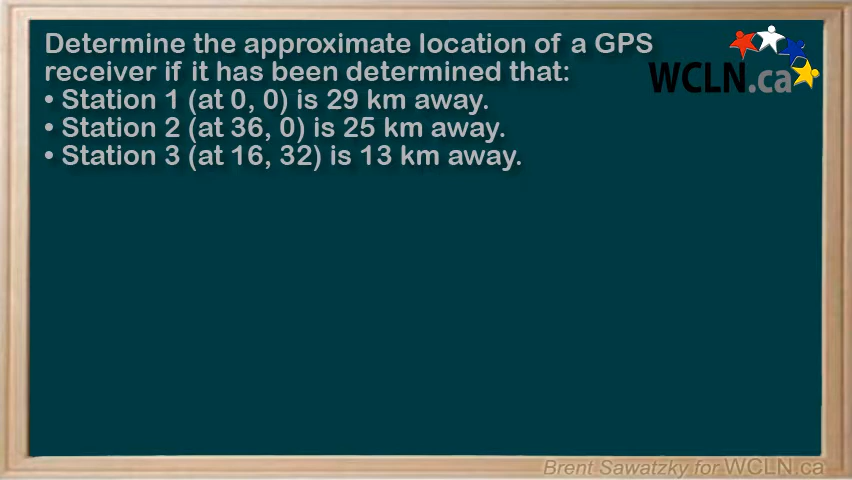 Determine the approximate location of a GPS
receiver if it has been determined that:
• Station 1 (at 0, 0) is 29 km away.
• Station 2 (at 36, 0) is 25 km away.
• Station 3 (at 16, 32) is 13 km away.
WCLN.ca
Brent Sawatzky for WCLN.ca